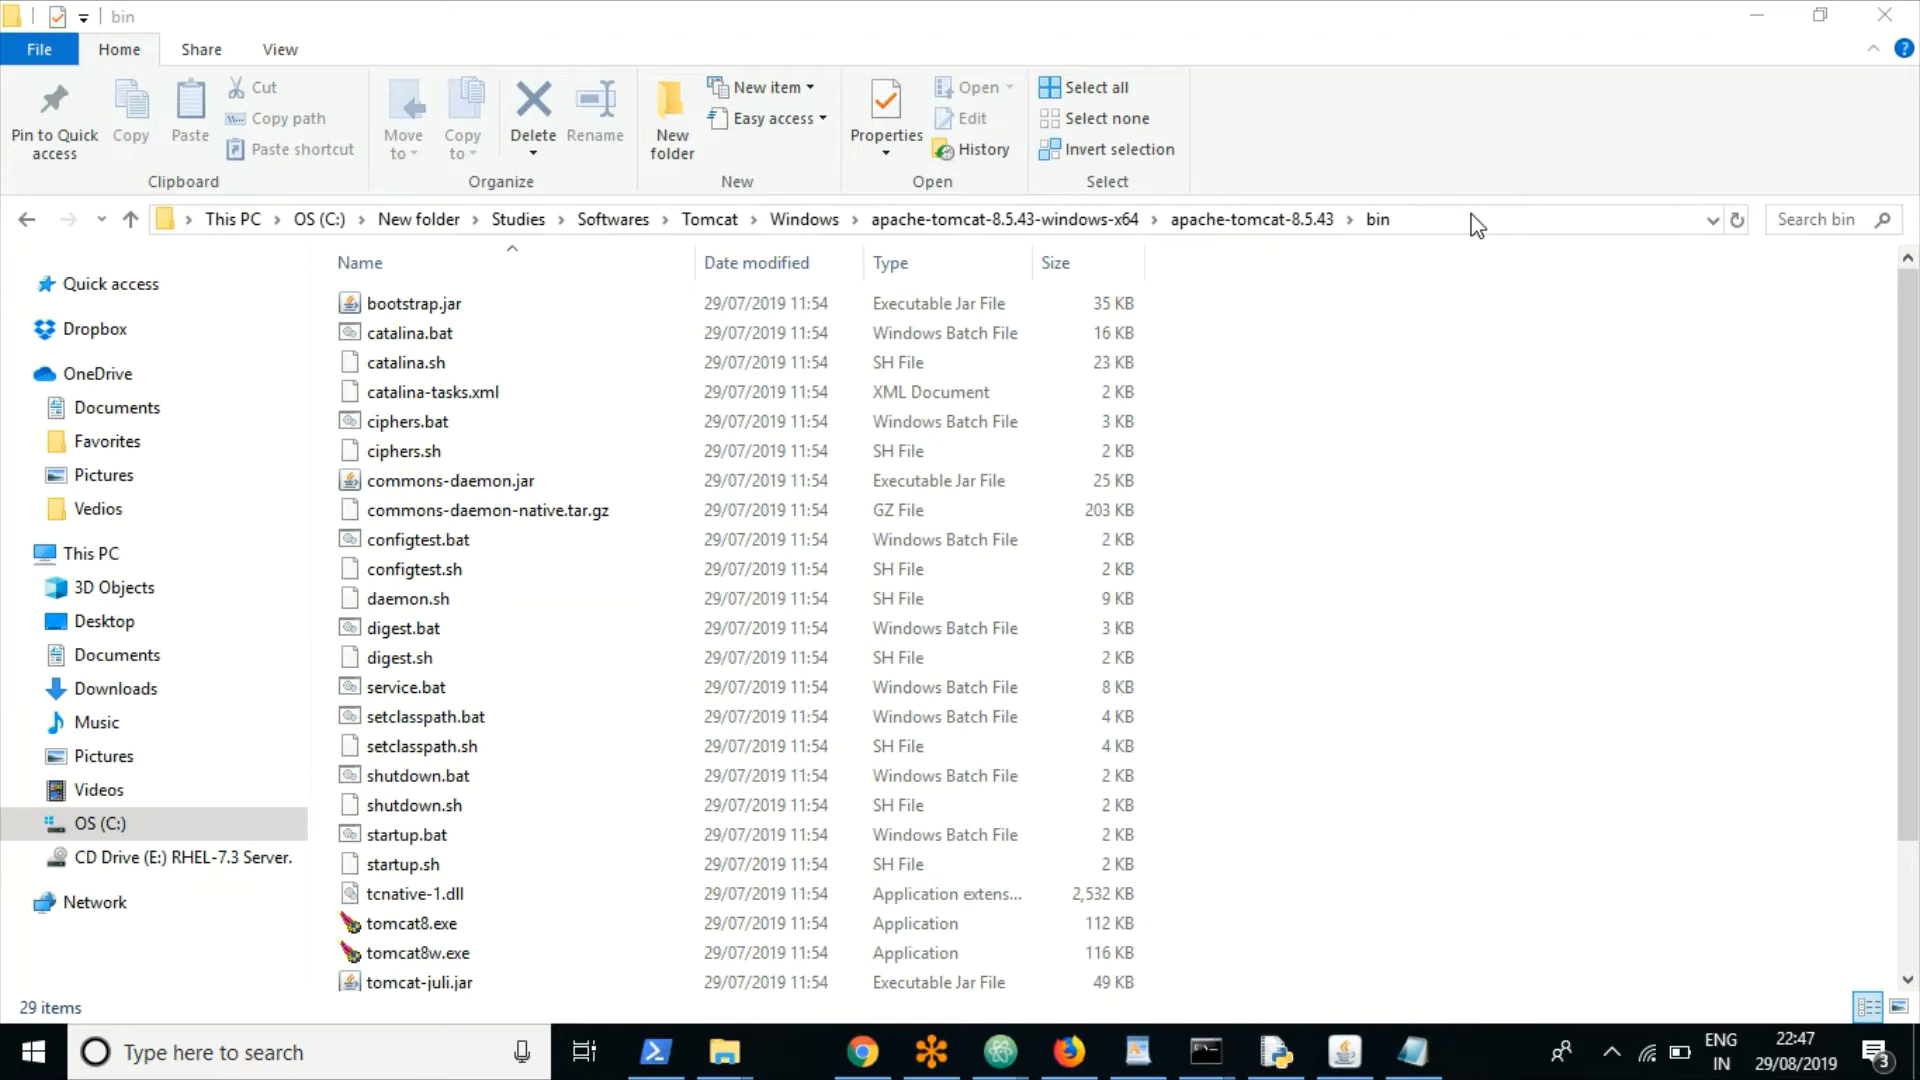 bin
File Home Share View
Pin to Quick access
Copy
Paste
Cut
Copy path
Paste shortcut
Clipboard
Move to
Copy to
Delete
Rename
Organize
New folder
New item
Easy access
New
Properties
Open
Edit
History
Open
Select all
Select none
Invert selection
Select
This PC > OS (C:) > New folder > Studies > Softwares > Tomcat > Windows > apache-tomcat-8.5.43-windows-x64 > apache-tomcat-8.5.43 > bin
Search bin
Quick access
Dropbox
OneDrive
Documents
Favorites
Pictures
Vedios
This PC
3D Objects
Desktop
Documents
Downloads
Music
Pictures
Videos
OS (C:)
CD Drive (E:) RHEL-7.3 Server.
Network
Name Date modified Type Size
bootstrap.jar 29/07/2019 11:54 Executable Jar File 35 KB
catalina.bat 29/07/2019 11:54 Windows Batch File 16 KB
catalina.sh 29/07/2019 11:54 SH File 23 KB
catalina-tasks.xml 29/07/2019 11:54 XML Document 2 KB
ciphers.bat 29/07/2019 11:54 Windows Batch File 3 KB
ciphers.sh 29/07/2019 11:54 SH File 2 KB
commons-daemon.jar 29/07/2019 11:54 Executable Jar File 25 KB
commons-daemon-native.tar.gz 29/07/2019 11:54 GZ File 203 KB
configtest.bat 29/07/2019 11:54 Windows Batch File 2 KB
configtest.sh 29/07/2019 11:54 SH File 2 KB
daemon.sh 29/07/2019 11:54 SH File 9 KB
digest.bat 29/07/2019 11:54 Windows Batch File 3 KB
digest.sh 29/07/2019 11:54 SH File 2 KB
service.bat 29/07/2019 11:54 Windows Batch File 8 KB
setclasspath.bat 29/07/2019 11:54 Windows Batch File 4 KB
setclasspath.sh 29/07/2019 11:54 SH File 4 KB
shutdown.bat 29/07/2019 11:54 Windows Batch File 2 KB
shutdown.sh 29/07/2019 11:54 SH File 2 KB
startup.bat 29/07/2019 11:54 Windows Batch File 2 KB
startup.sh 29/07/2019 11:54 SH File 2 KB
tcnative-1.dll 29/07/2019 11:54 Application extens... 2,532 KB
tomcat8.exe 29/07/2019 11:54 Application 112 KB
tomcat8w.exe 29/07/2019 11:54 Application 116 KB
tomcat-juli.jar 29/07/2019 11:54 Executable Jar File 49 KB
29 items
Type here to search
ENG
IN
22:47
29/08/2019
3